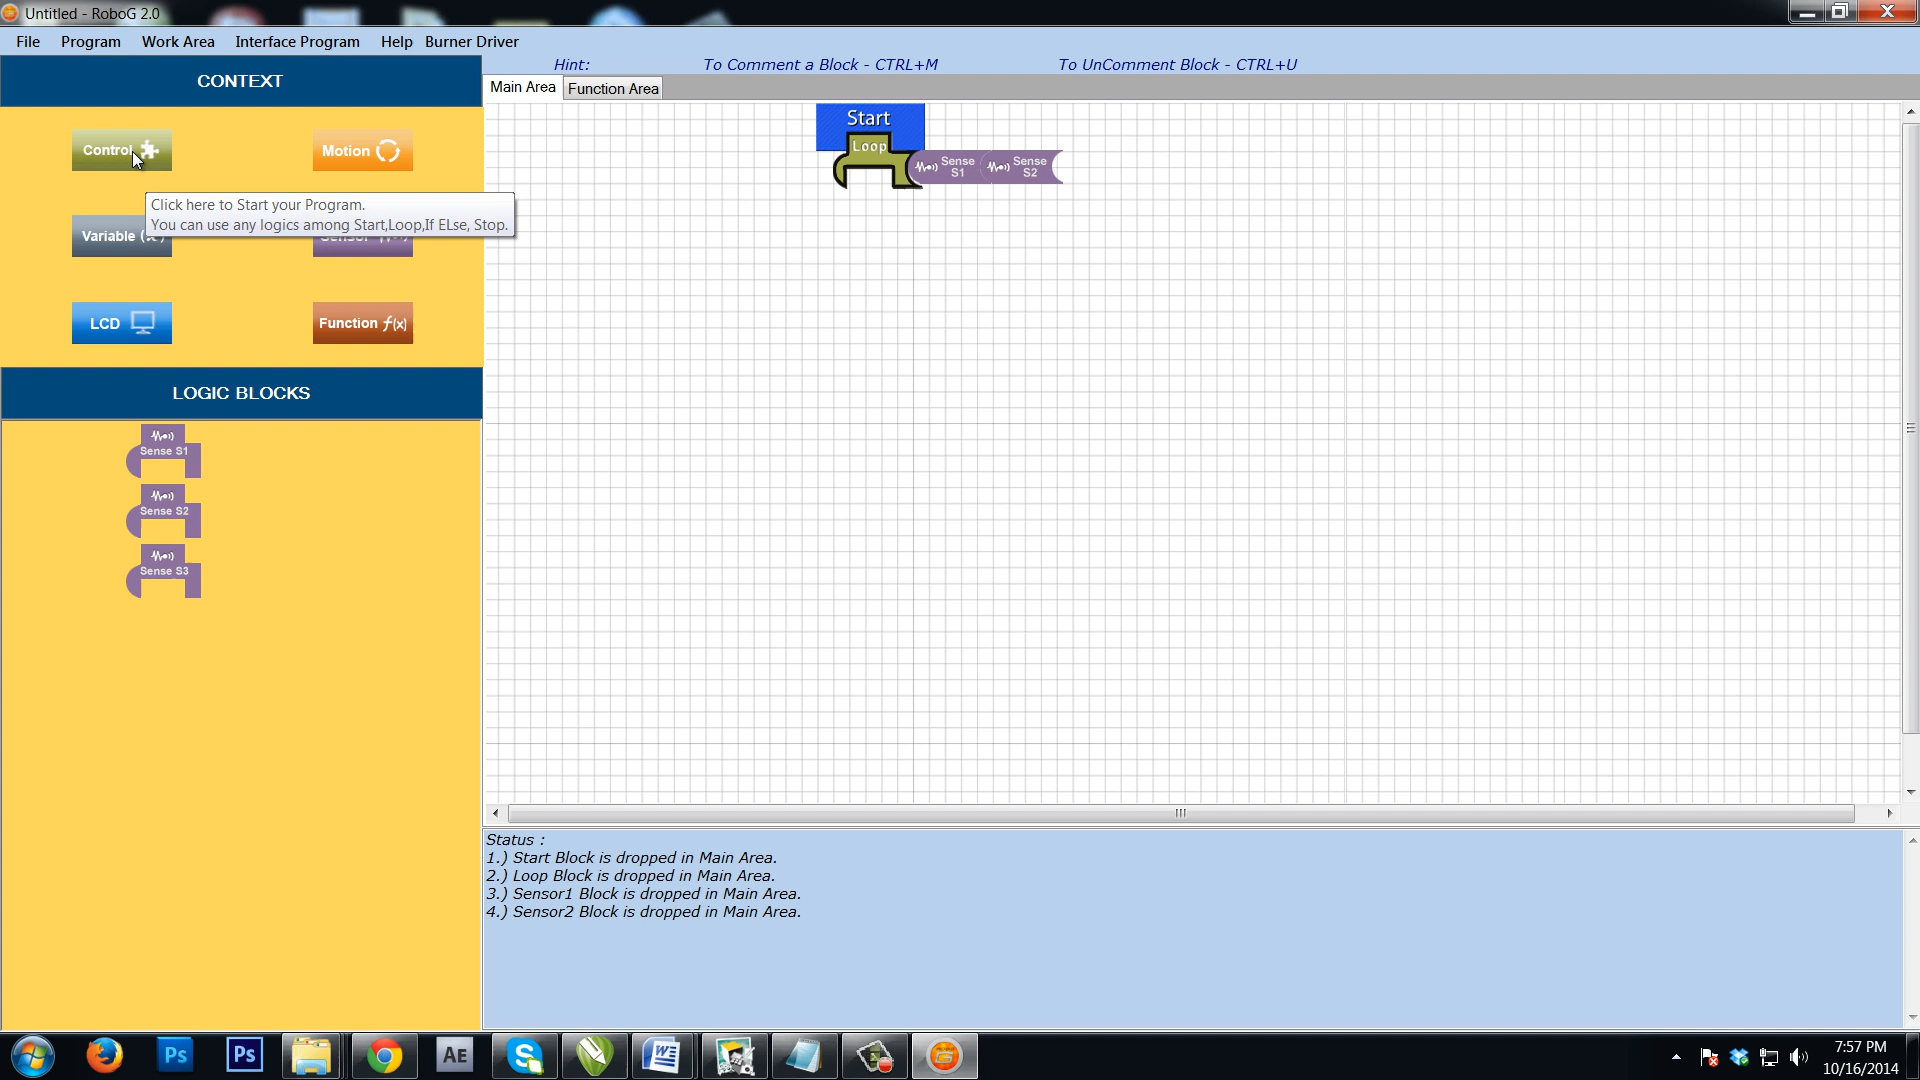 Untitled - RoboG 2.0
File Program Work Area Interface Program Help Burner Driver
Hint: To Comment a Block - CTRL+M To UnComment Block - CTRL+U
CONTEXT
Main Area Function Area
Control
Motion
Click here to Start your Program.
You can use any logics among Start,Loop,If ELse, Stop.
Variable
LCD
Function f(x)
LOGIC BLOCKS
Sense S1
Sense S2
Sense S3
Start
Loop
Sense
S1
Sense
S2
Status :
1.) Start Block is dropped in Main Area.
2.) Loop Block is dropped in Main Area.
3.) Sensor1 Block is dropped in Main Area.
4.) Sensor2 Block is dropped in Main Area.
Ps
Ps
AE
7:57 PM
10/16/2014